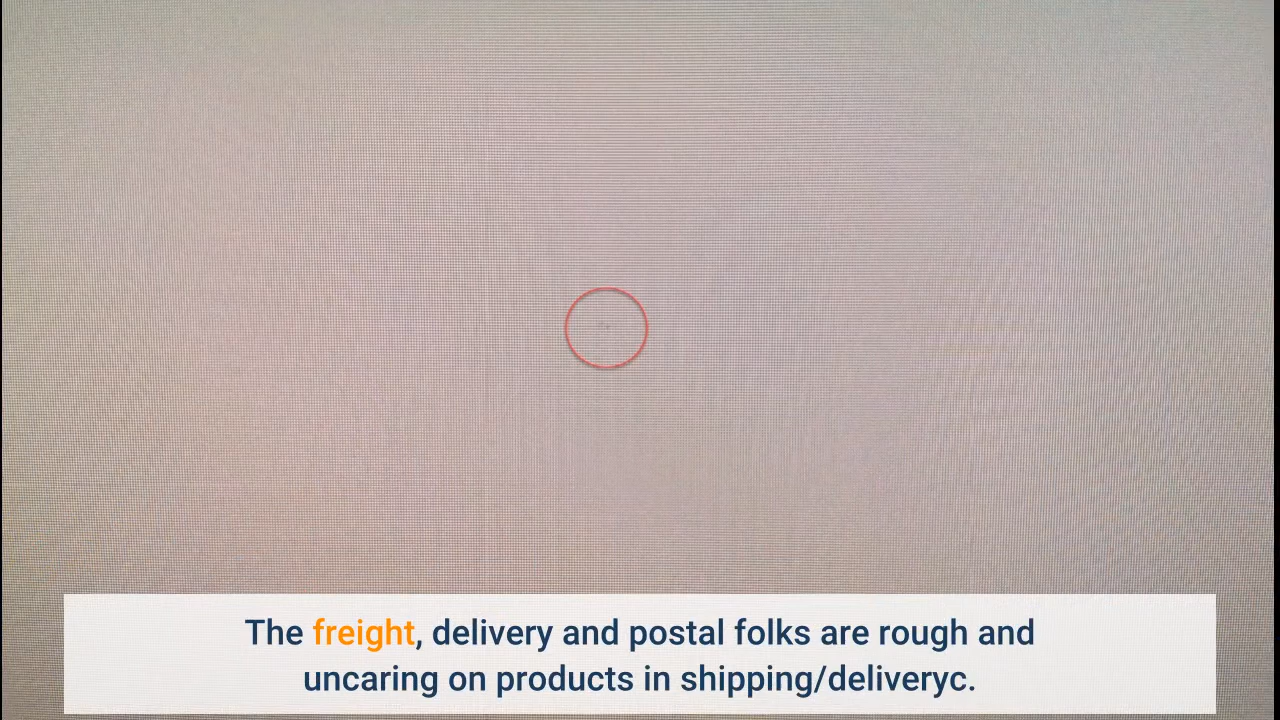 The freight, delivery and postal folks are rough and
uncaring on products in shipping/deliveryc.